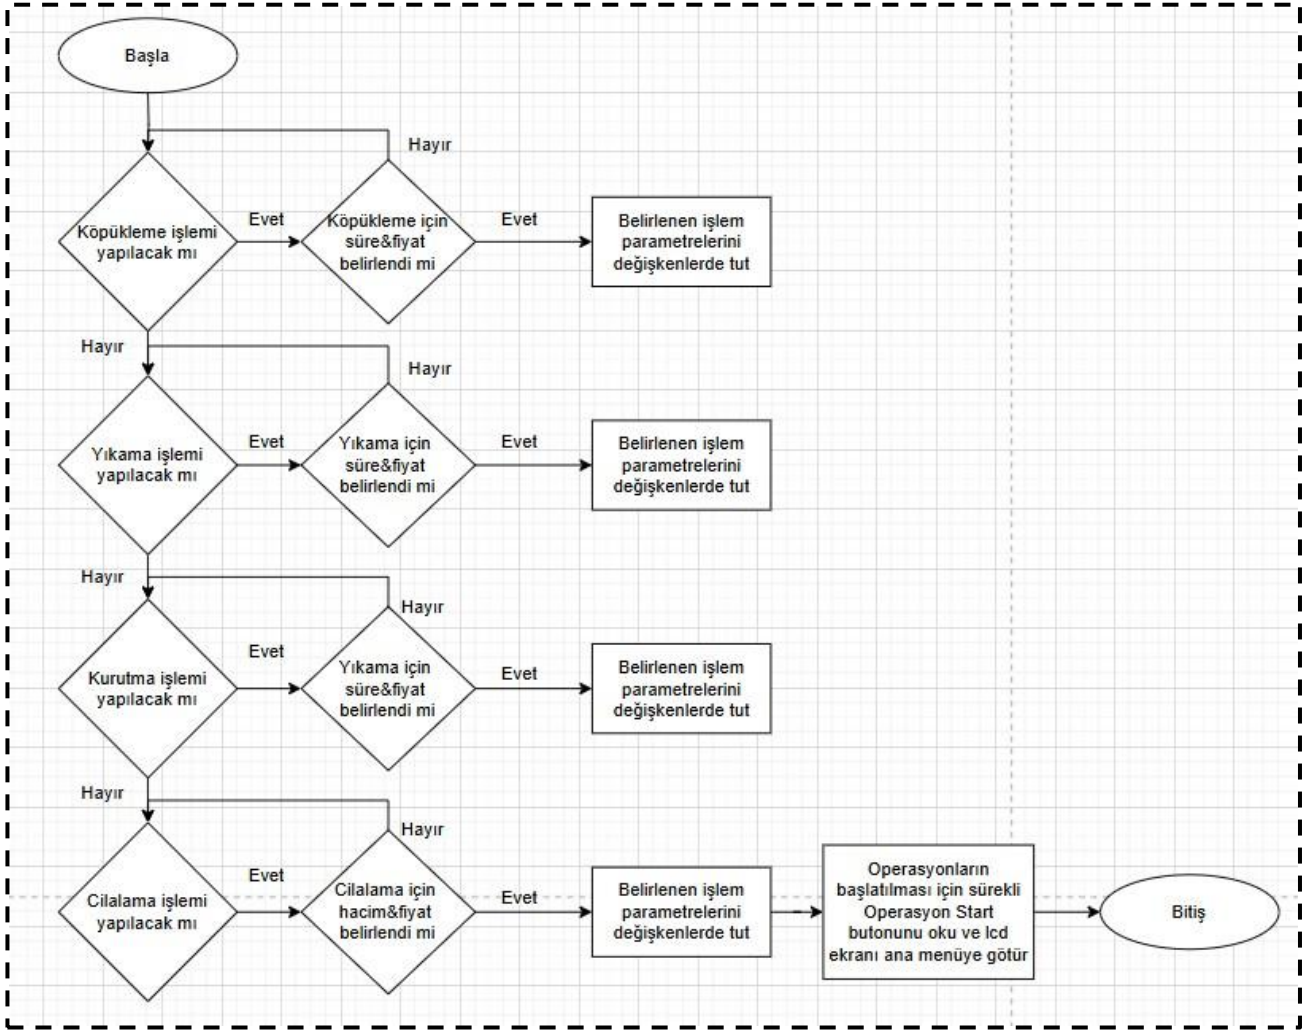 Başla
Hayır
Köpükleme işlemi
yapılacak mı
Evet
Köpükleme için
süre&fiyat
belirlendi mi
Evet
Belirlenen işlem
parametrelerini
değişkenlerde tut
Hayır
Hayır
Yıkama işlemi
yapılacak mı
Evet
Yıkama için
süre&fiyat
belirlendi mi
Evet
Belirlenen işlem
parametrelerini
değişkenlerde tut
Hayır
Hayır
Kurutma işlemi
yapılacak mı
Evet
Yıkama için
süre&fiyat
belirlendi mi
Evet
Belirlenen işlem
parametrelerini
değişkenlerde tut
Hayır
Hayır
Cilalama işlemi
yapılacak mı
Evet
Cilalama için
hacim&fiyat
belirlendi mi
Evet
Belirlenen işlem
parametrelerini
değişkenlerde tut
Operasyonların
başlatılması için sürekli
Operasyon Start
butonunu oku ve lcd
ekranı ana menüye götür
Bitiş